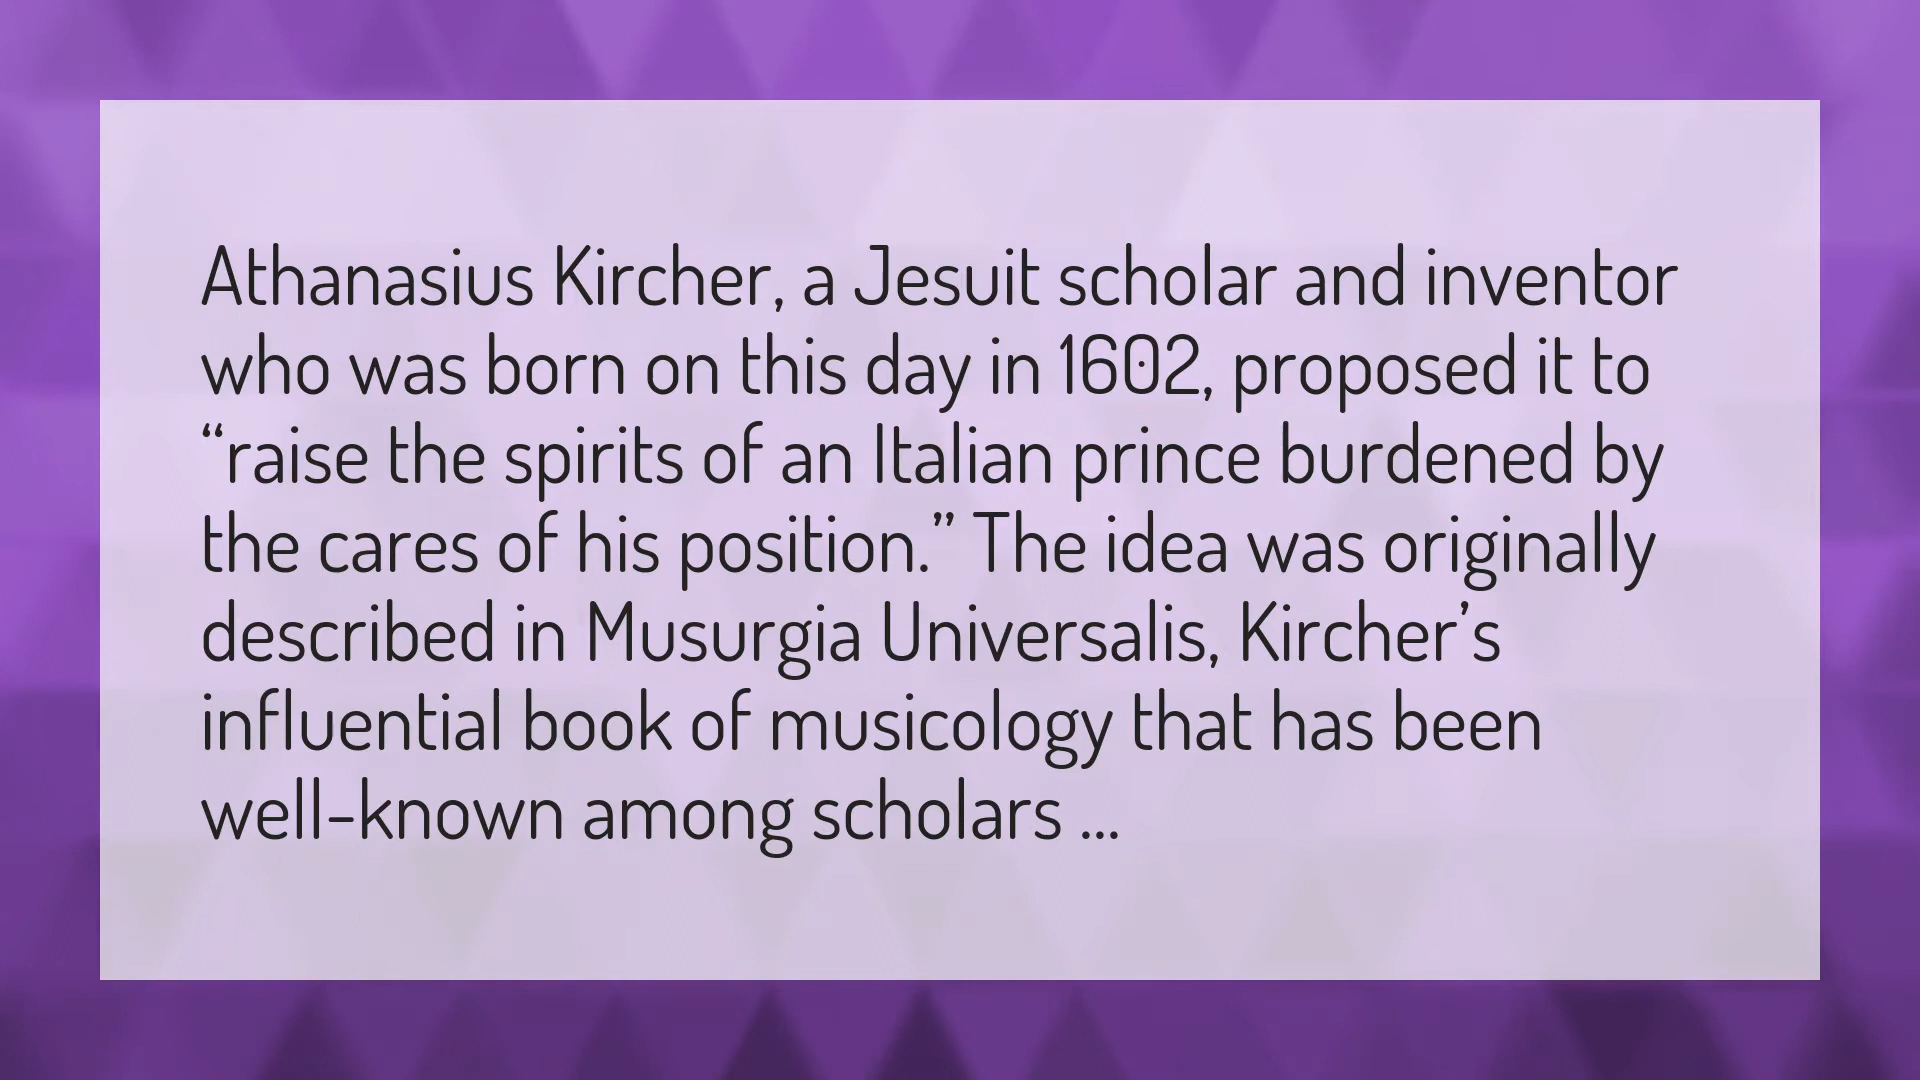 Athanasius Kircher, a Jesuit scholar and inventor
who was born on this day in 1602, proposed it to
“raise the spirits of an Italian prince burdened by
the cares of his position.” The idea was originally
described in Musurgia Universalis, Kircher’s
influential book of musicology that has been
well-known among scholars ...